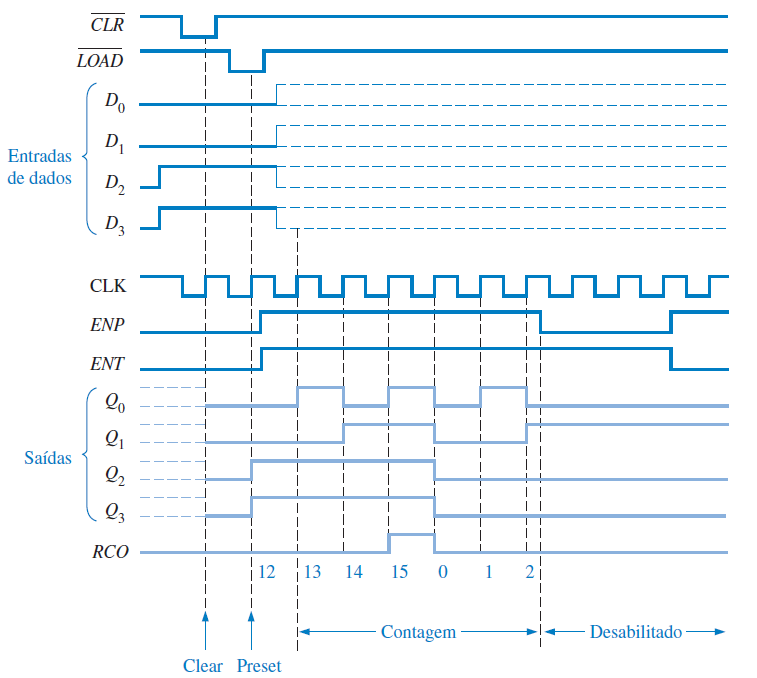 CLR
LOAD
D0
D1
Entradas
de dados
D2
D3
CLK
ENP
ENT
Q0
Q1
Saídas
Q2
Q3
RCO
12 13 14 15 0 1 2
Contagem Desabilitado
Clear Preset